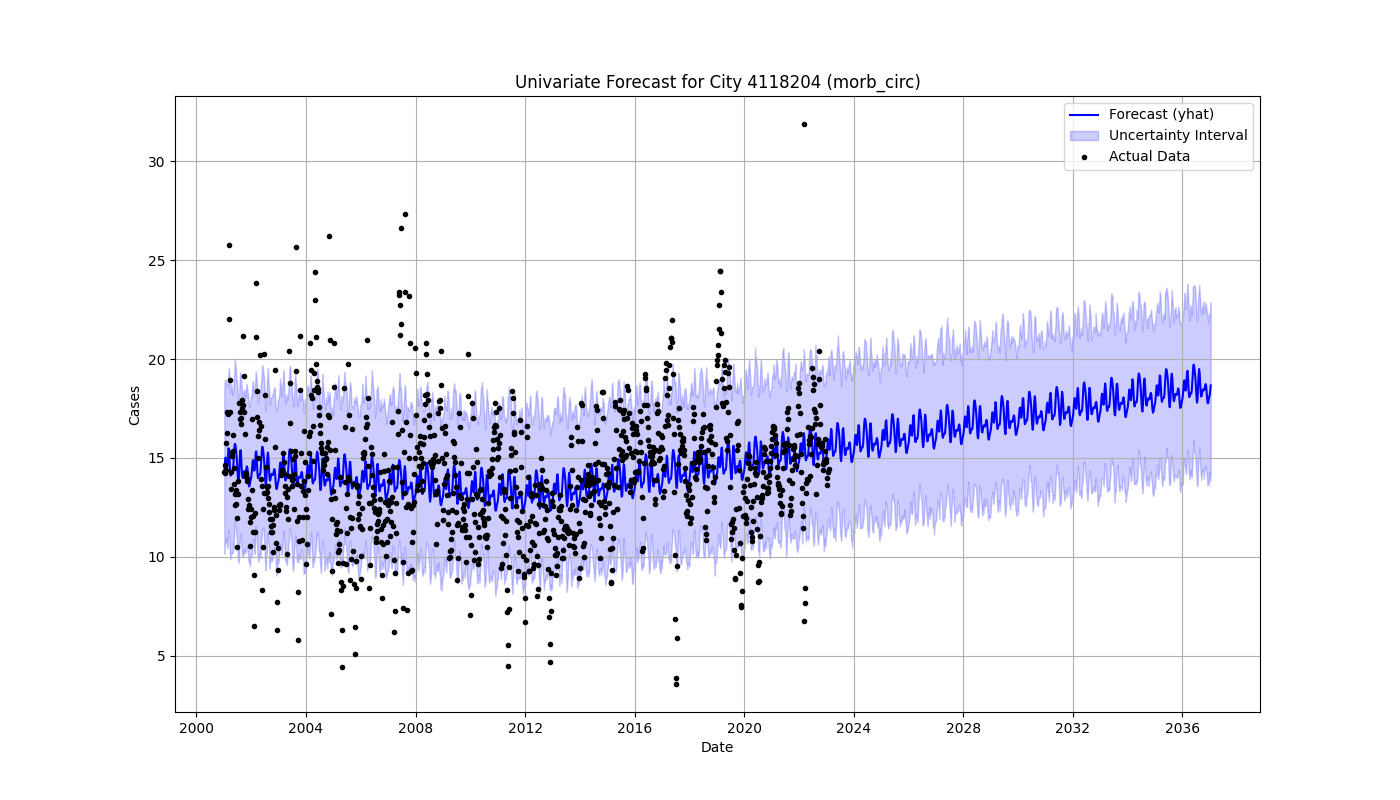 Univariate Forecast for City 4118204 (morb_circ)
Forecast (yhat)
Uncertainty Interval
Actual Data
30
25
20
15
10
5
Cases
2000 2004 2008 2012 2016 2020 2024 2028 2032 2036
Date